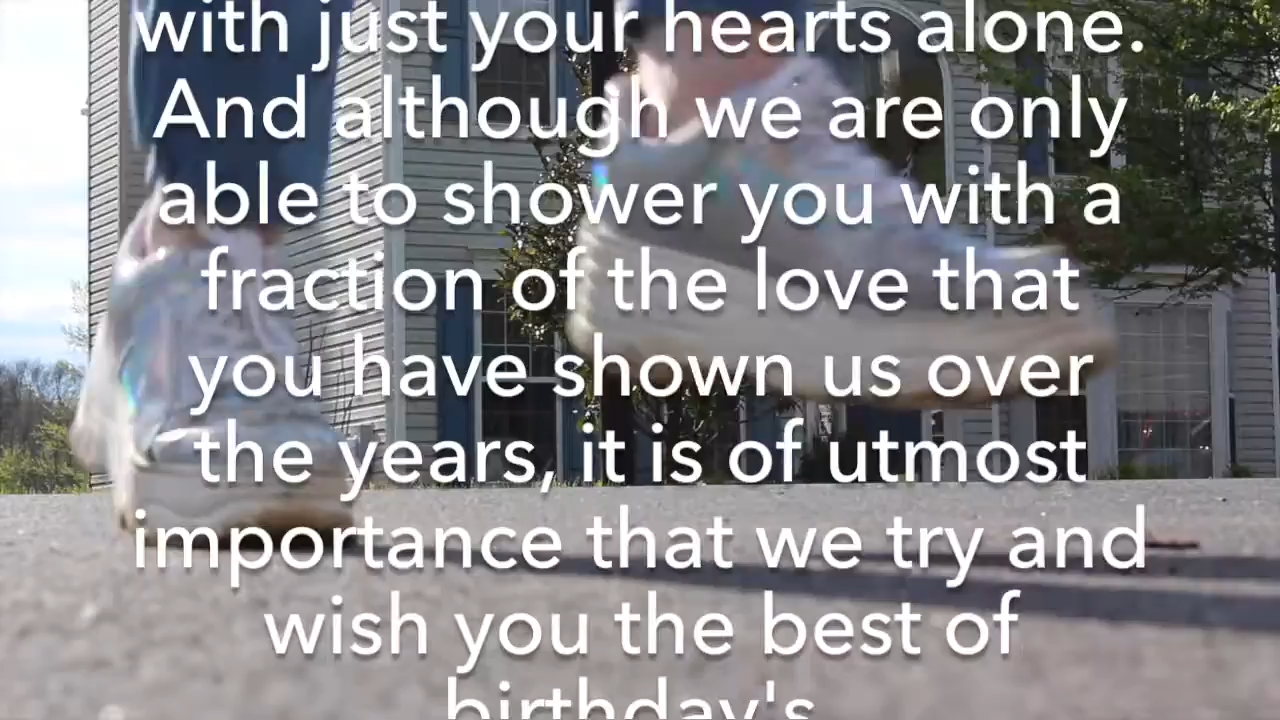 with just your hearts alone.
And although we are only
able to shower you with a
fraction of the love that
you have shown us over
the years, it is of utmost
importance that we try and
wish you the best of
birthday's